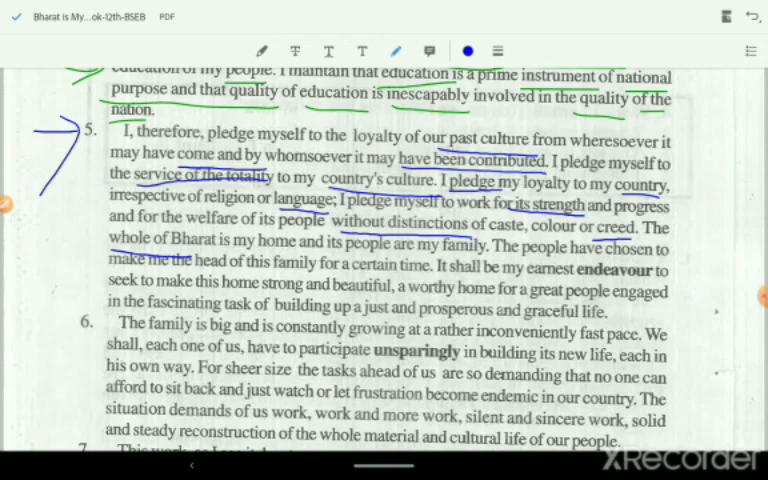 Bharat is My...ok-12th-BSEB PDF
education of my people. I maintain that education is a prime instrument of national
purpose and that quality of education is inescapably involved in the quality of the
nation.
5. I, therefore, pledge myself to the loyalty of our past culture from wheresoever it
may have come and by whomsoever it may have been contributed. I pledge myself to
the service of the totality to my country's culture. I pledge my loyalty to my country,
irrespective of religion or language; I pledge myself to work for its strength and progress
and for the welfare of its people without distinctions of caste, colour or creed. The
whole of Bharat is my home and its people are my family. The people have chosen to
make me the head of this family for a certain time. It shall be my earnest endeavour to
seek to make this home strong and beautiful, a worthy home for a great people engaged
in the fascinating task of building up a just and prosperous and graceful life.
6. The family is big and is constantly growing at a rather inconveniently fast pace. We
shall, each one of us, have to participate unsparingly in building its new life, each in
his own way. For sheer size the tasks ahead of us are so demanding that no one can
afford to sit back and just watch or let frustration become endemic in our country. The
situation demands of us work, work and more work, silent and sincere work, solid
and steady reconstruction of the whole material and cultural life of our people.
7. This work, as I see it
XRecorder